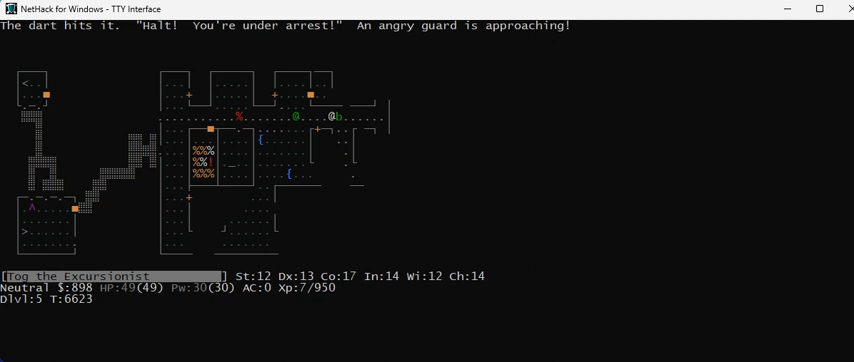 NetHack for Windows - TTY Interface
The dart hits it.  "Halt!  You're under arrest!"  An angry guard is approaching!
[Tog the Excursionist] St:12 Dx:13 Co:17 In:14 Wi:12 Ch:14
Neutral $:898 HP:49(49) Pw:30(30) AC:0 Xp:7/950
Dlvl:5 T:6623